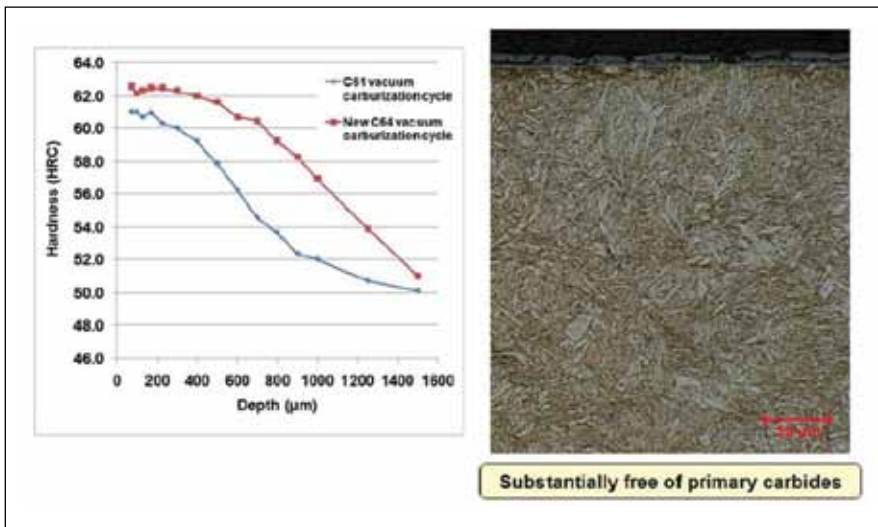 64.0
62.0
60.0
58.0
56.0
54.0
52.0
50.0
48.0
46.0
Hardness (HRC)
C61 vacuum
carburization cycle
New C64 vacuum
carburization cycle
0 200 400 600 800 1000 1200 1400 1600
Depth (µm)
µm
Substantially free of primary carbides